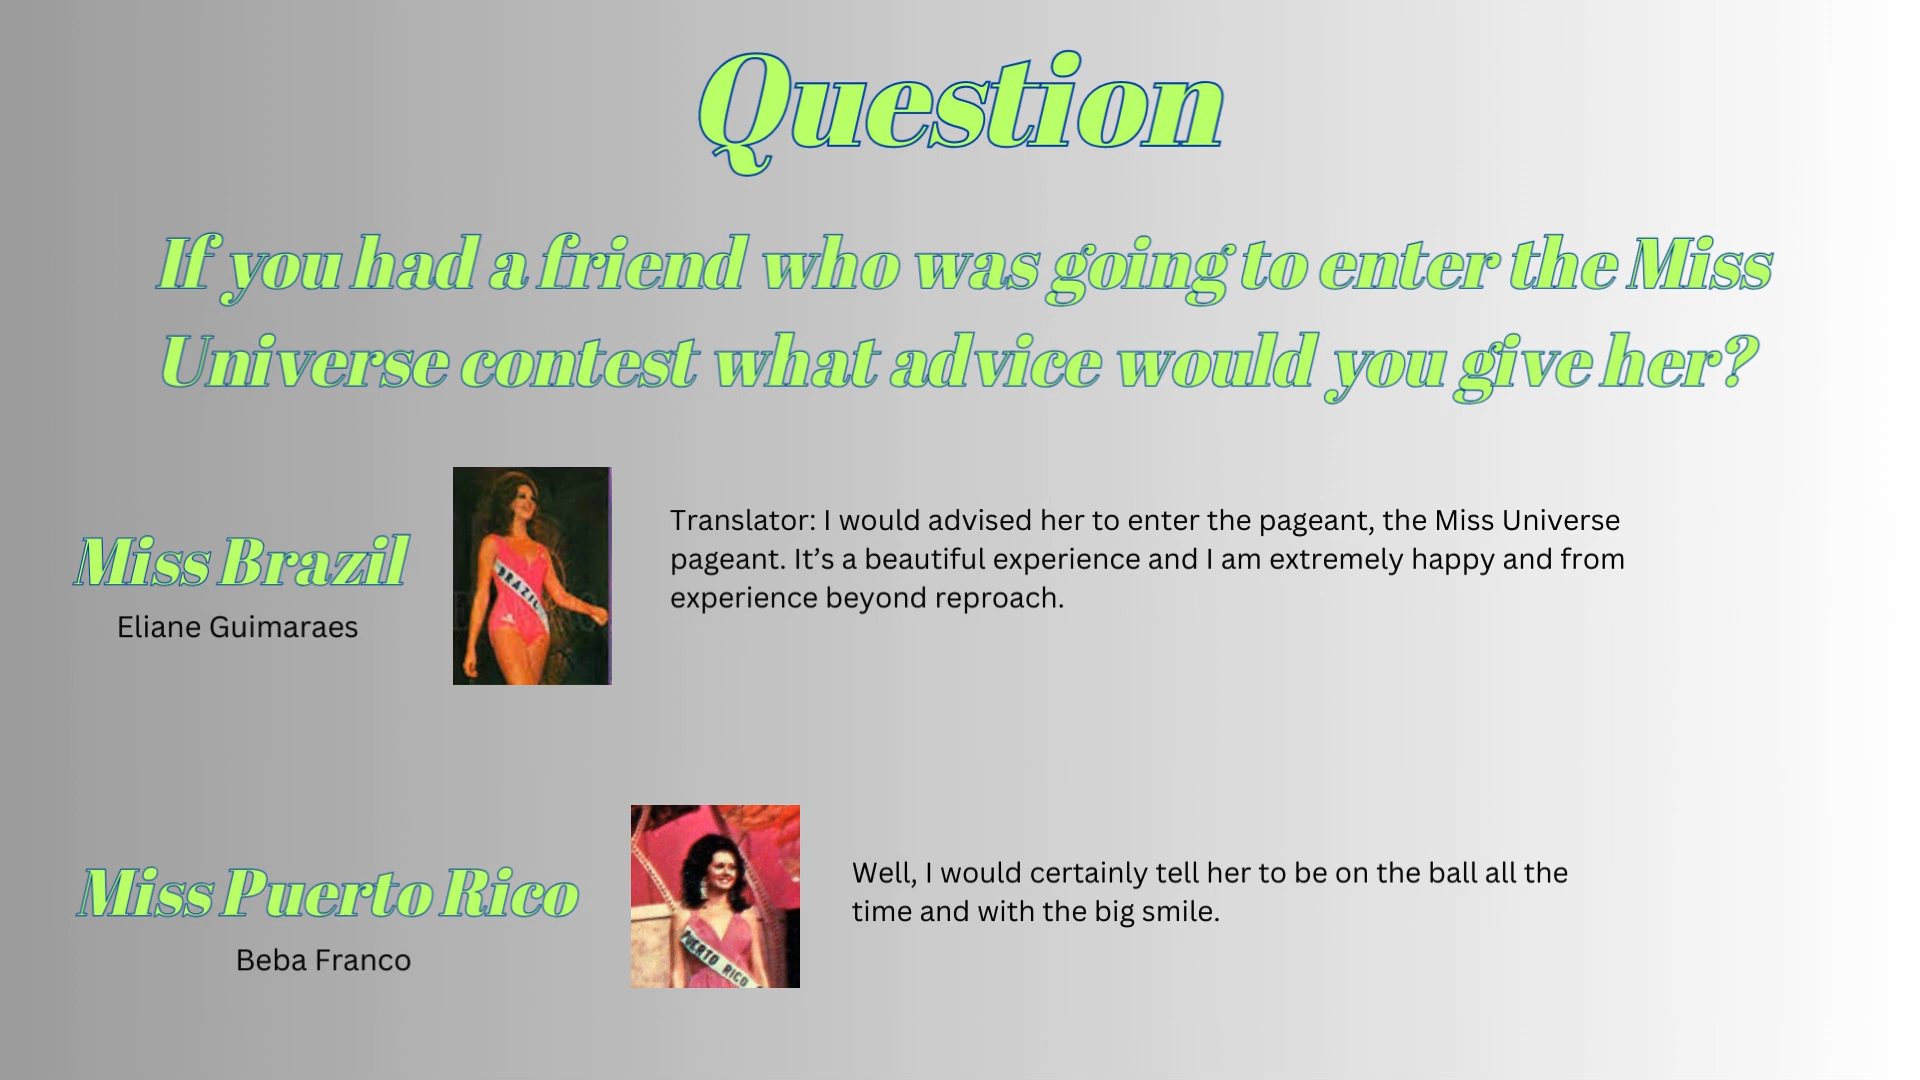 Question
If you had a friend who was going to enter the Miss
Universe contest what advice would you give her?
Miss Brazil
Eliane Guimaraes
BRAZIL
Translator: I would advised her to enter the pageant, the Miss Universe
pageant. It’s a beautiful experience and I am extremely happy and from
experience beyond reproach.
Miss Puerto Rico
Beba Franco
PUERTO RICO
Well, I would certainly tell her to be on the ball all the
time and with the big smile.